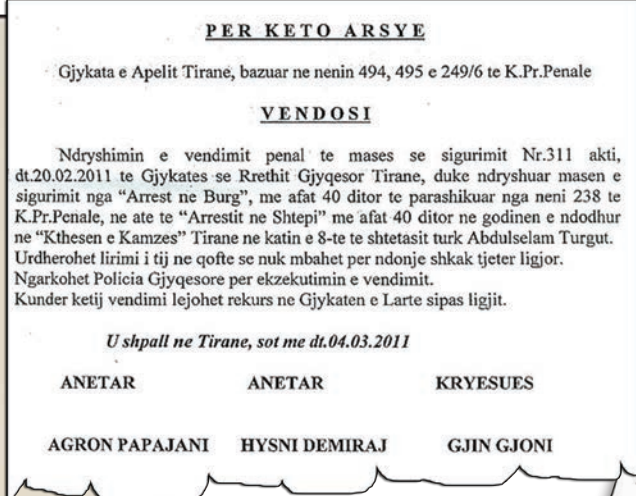 PER KETO ARSYE
Gjykata e Apelit Tirane, bazuar ne nenin 494, 495 e 249/6 te K.Pr.Penale
VENDOSI
Ndryshimin e vendimit penal te mases se sigurimit Nr.311 akti,
dt.20.02.2011 te Gjykates se Rrethit Gjyqesor Tirane, duke ndryshuar masen e
sigurimit nga “Arrest ne Burg”, me afat 40 ditor te parashikuar nga neni 238 te
K.Pr.Penale, ne ate te “Arrestit ne Shtepi” me afat 40 ditor ne godinen e ndodhur
ne “Kthesen e Kamzes” Tirane ne katin e 8-te te shtetasit turk Abdulselam Turgut.
Urdherohet lirimi i tij ne qofte se nuk mbahet per ndonje shkak tjeter ligjor.
Ngarkohet Policia Gjyqesore per ekzekutimin e vendimit.
Kunder ketij vendimi lejohet rekurs ne Gjykaten e Larte sipas ligjit.
U shpall ne Tirane, sot me dt.04.03.2011
ANETAR ANETAR KRYESUES
AGRON PAPAJANI HYSNI DEMIRAJ GJIN GJONI